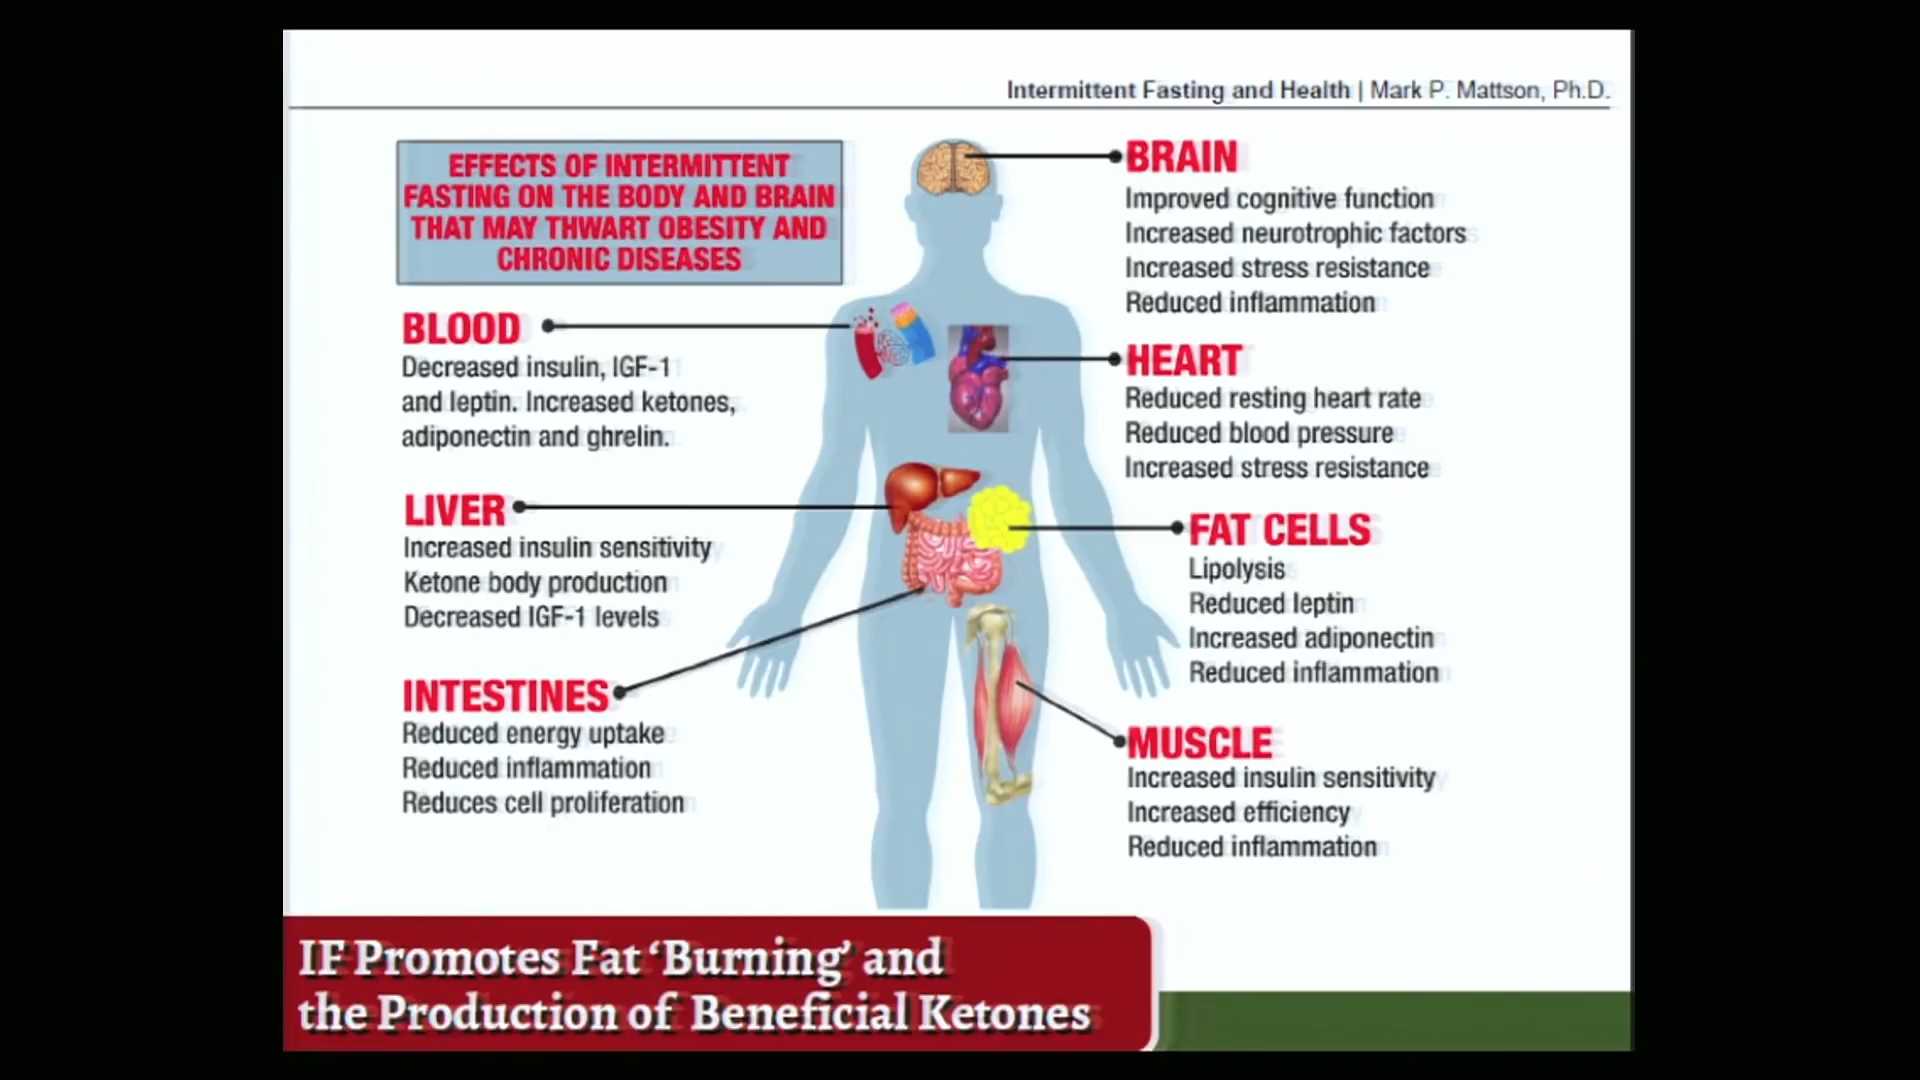 Intermittent Fasting and Health | Mark P. Mattson, Ph.D.
EFFECTS OF INTERMITTENT
FASTING ON THE BODY AND BRAIN
THAT MAY THWART OBESITY AND
CHRONIC DISEASES
BLOOD
Decreased insulin, IGF-1
and leptin. Increased ketones,
adiponectin and ghrelin.
LIVER
Increased insulin sensitivity
Ketone body production
Decreased IGF-1 levels
INTESTINES
Reduced energy uptake
Reduced inflammation
Reduces cell proliferation
BRAIN
Improved cognitive function
Increased neurotrophic factors
Increased stress resistance
Reduced inflammation
HEART
Reduced resting heart rate
Reduced blood pressure
Increased stress resistance
FAT CELLS
Lipolysis
Reduced leptin
Increased adiponectin
Reduced inflammation
MUSCLE
Increased insulin sensitivity
Increased efficiency
Reduced inflammation
IF Promotes Fat ‘Burning’ and
the Production of Beneficial Ketones